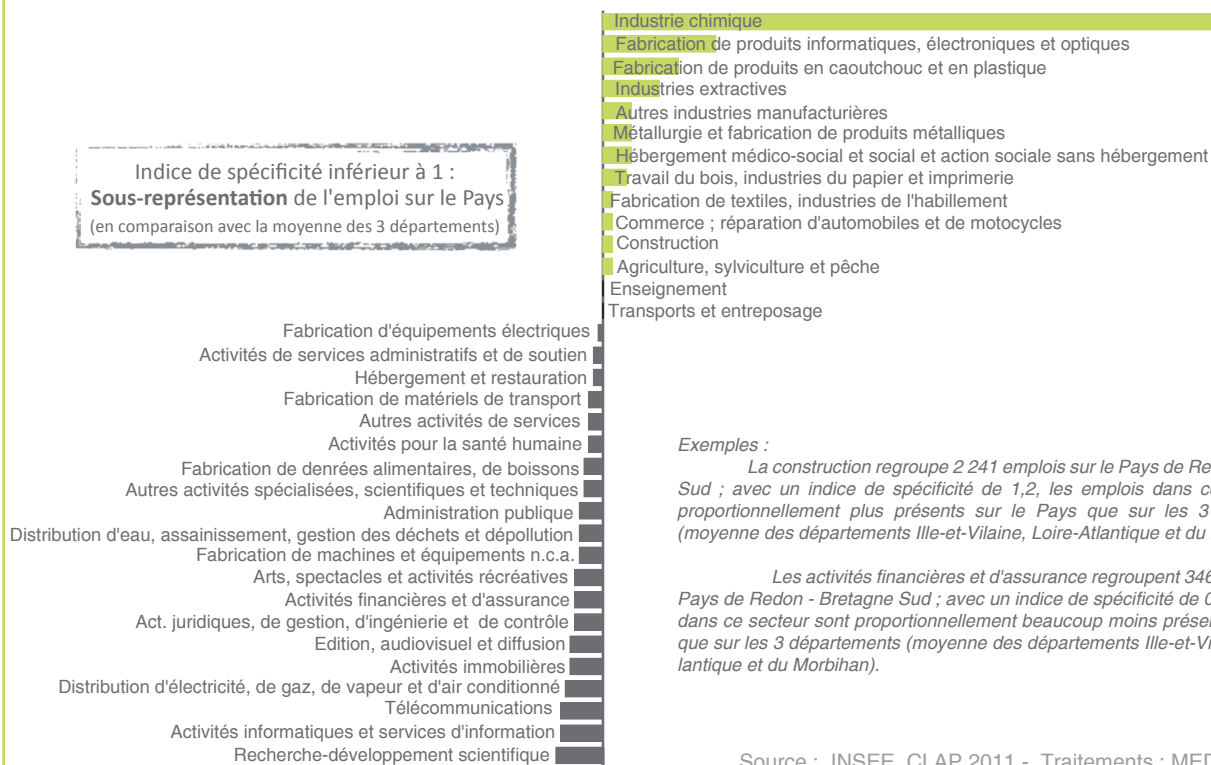 Industrie chimique
Fabrication de produits informatiques, électroniques et optiques
Fabrication de produits en caoutchouc et en plastique
Industries extractives
Autres industries manufacturières
Métallurgie et fabrication de produits métalliques
Hébergement médico-social et social et action sociale sans hébergement
Travail du bois, industries du papier et imprimerie
Fabrication de textiles, industries de l'habillement
Commerce ; réparation d'automobiles et de motocycles
Construction
Agriculture, sylviculture et pêche
Enseignement
Transports et entreposage
Indice de spécificité inférieur à 1 :
Sous-représentation de l'emploi sur le Pays
(en comparaison avec la moyenne des 3 départements)
Fabrication d'équipements électriques
Activités de services administratifs et de soutien
Hébergement et restauration
Fabrication de matériels de transport
Autres activités de services
Activités pour la santé humaine
Fabrication de denrées alimentaires, de boissons
Autres activités spécialisées, scientifiques et techniques
Administration publique
Distribution d'eau, assainissement, gestion des déchets et dépollution
Fabrication de machines et équipements n.c.a.
Arts, spectacles et activités récréatives
Activités financières et d'assurance
Act. juridiques, de gestion, d'ingénierie et de contrôle
Edition, audiovisuel et diffusion
Activités immobilières
Distribution d'électricité, de gaz, de vapeur et d'air conditionné
Télécommunications
Activités informatiques et services d'information
Recherche-développement scientifique
Exemples :
La construction regroupe 2 241 emplois sur le Pays de Re
Sud ; avec un indice de spécificité de 1,2, les emplois dans c
proportionnellement plus présents sur le Pays que sur les 3
(moyenne des départements Ille-et-Vilaine, Loire-Atlantique et du
Les activités financières et d'assurance regroupent 346
Pays de Redon - Bretagne Sud ; avec un indice de spécificité de 0
dans ce secteur sont proportionnellement beaucoup moins prése
que sur les 3 départements (moyenne des départements Ille-et-Vi
lantique et du Morbihan).
Source : INSEE, CLAP 2011 - Traitements : MED